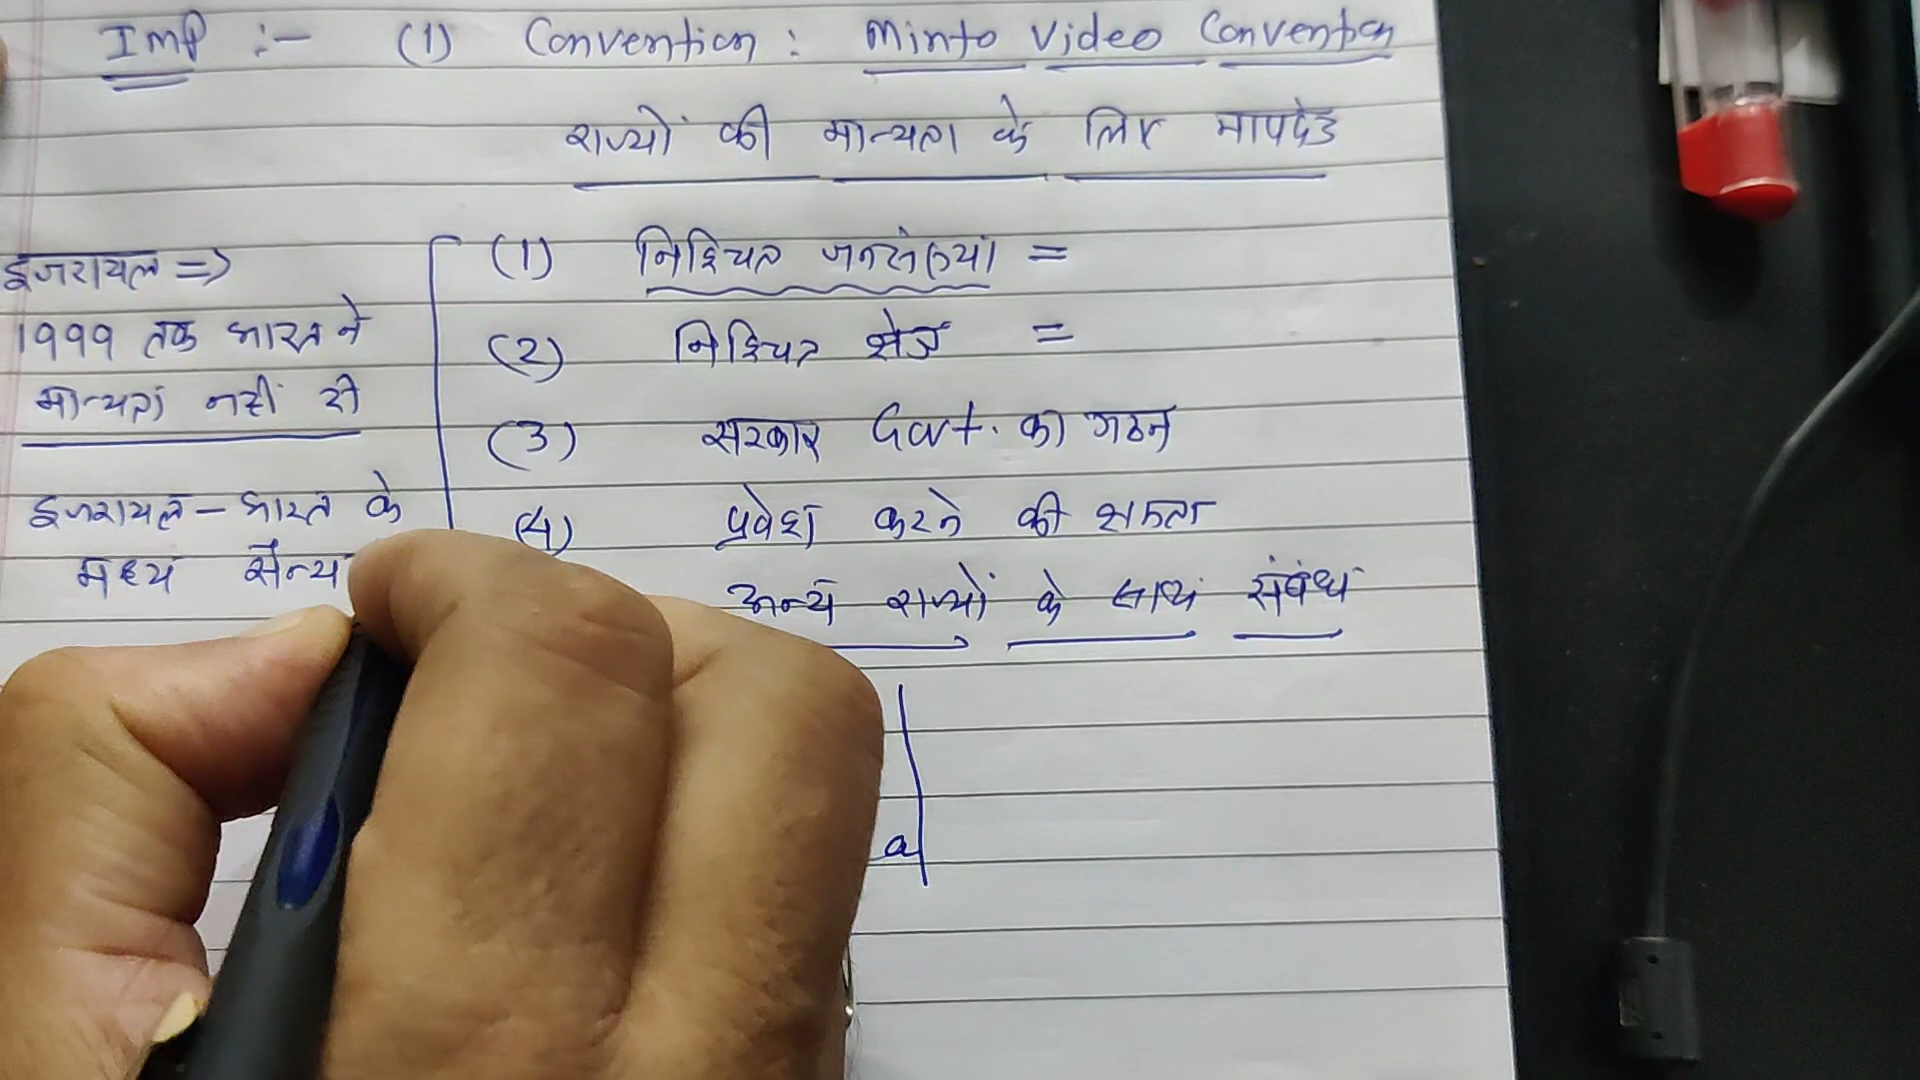 Imp :- (1) Convention : Minto Video Convention
राज्यों की मान्यता के लिए मापदंड
(1) निश्चित जनसंख्या =
(2) निश्चित क्षेत्र =
(3) सरकार Govt. का गठन
(4) प्रवेश करने की क्षमता
अन्य राज्यों के साथ संबंध
इजरायल =>
1999 तक भारत ने
मान्यता नहीं दी
इजरायल - भारत के
मध्य सैन्य
a